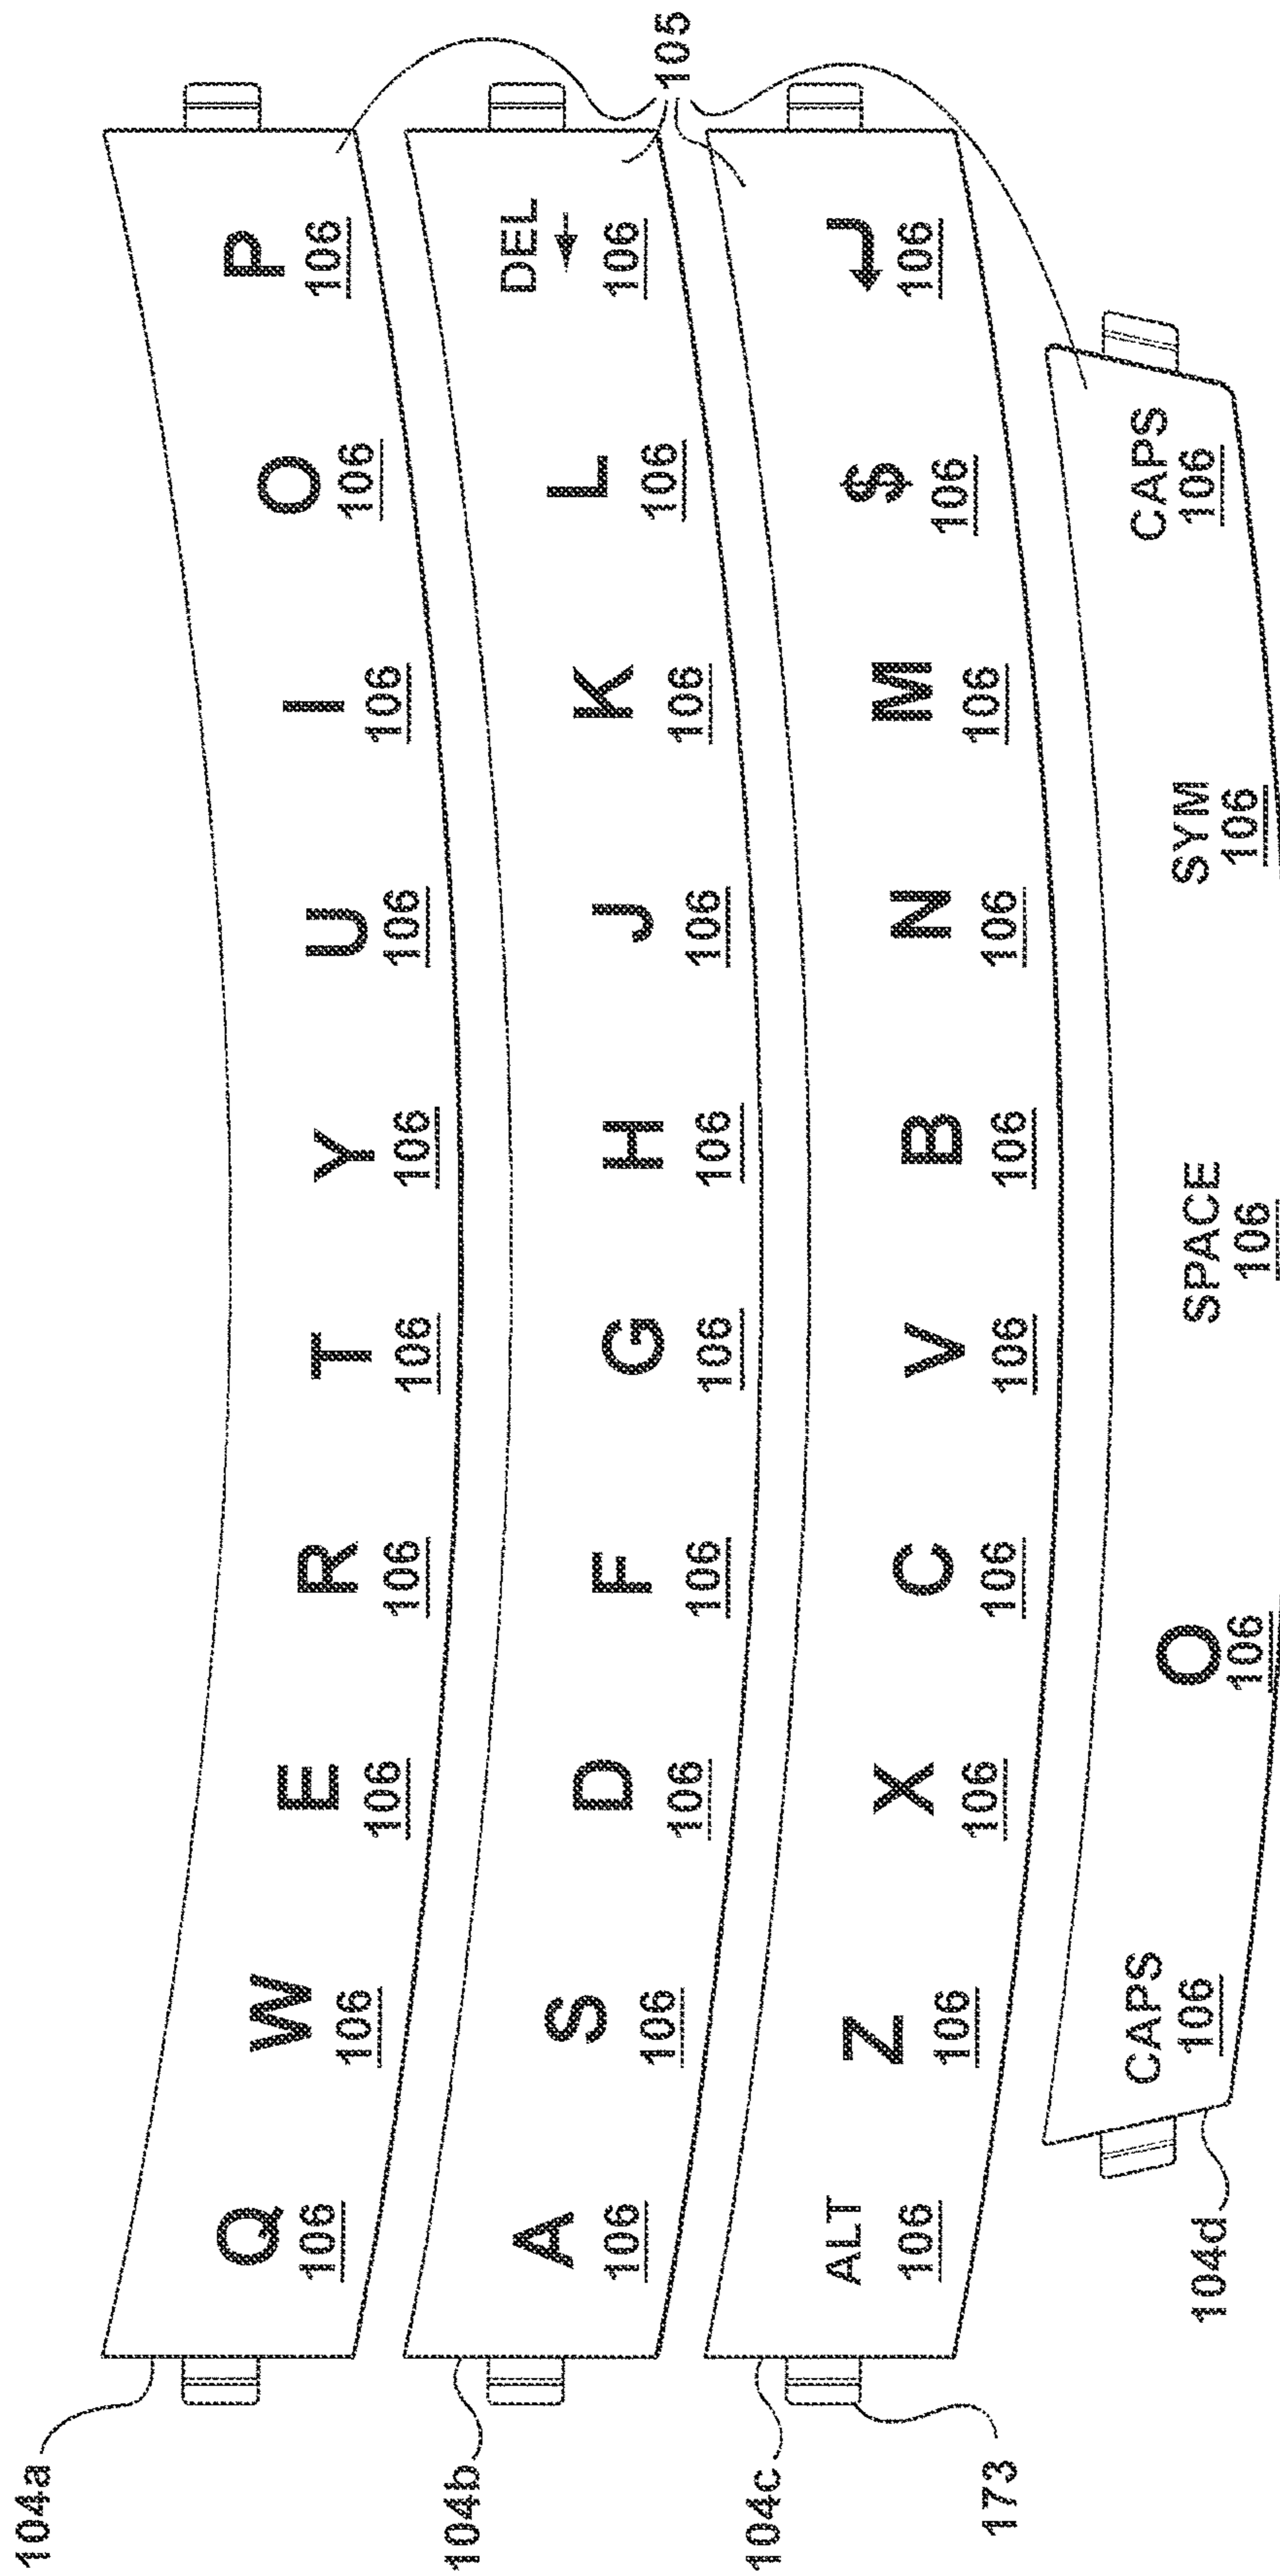 105
Q W E R T Y U I O P
106 106 106 106 106 106 106 106 106 106
104a
A S D F G H J K L DEL ←
106 106 106 106 106 106 106 106 106 106
104b
ALT Z X C V B N M $ ↵
106 106 106 106 106 106 106 106 106 106
104c
173
CAPS O SPACE SYM CAPS
106 106 106 106 106
104d